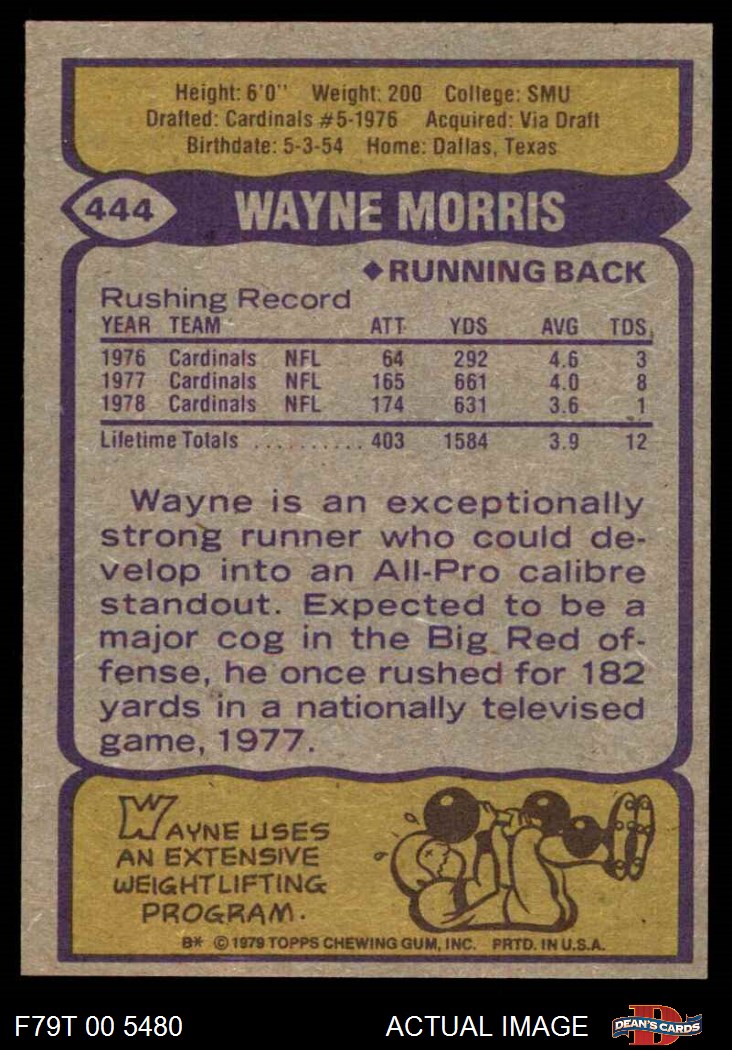 Height: 6'0" Weight: 200 College: SMU
Drafted: Cardinals #5-1976 Acquired: Via Draft
Birthdate: 5-3-54 Home: Dallas, Texas
444 WAYNE MORRIS
◆RUNNING BACK
Rushing Record
YEAR TEAM ATT YDS AVG TDS
1976 Cardinals NFL 64 292 4.6 3
1977 Cardinals NFL 165 661 4.0 8
1978 Cardinals NFL 174 631 3.6 1
Lifetime Totals .......... 403 1584 3.9 12
Wayne is an exceptionally
strong runner who could de-
velop into an All-Pro calibre
standout. Expected to be a
major cog in the Big Red of-
fense, he once rushed for 182
yards in a nationally televised
game, 1977.
WAYNE USES
AN EXTENSIVE
WEIGHTLIFTING
PROGRAM.
B* © 1979 TOPPS CHEWING GUM, INC. PRTD. IN U.S.A.
F79T 00 5480 ACTUAL IMAGE D DEAN'S CARDS